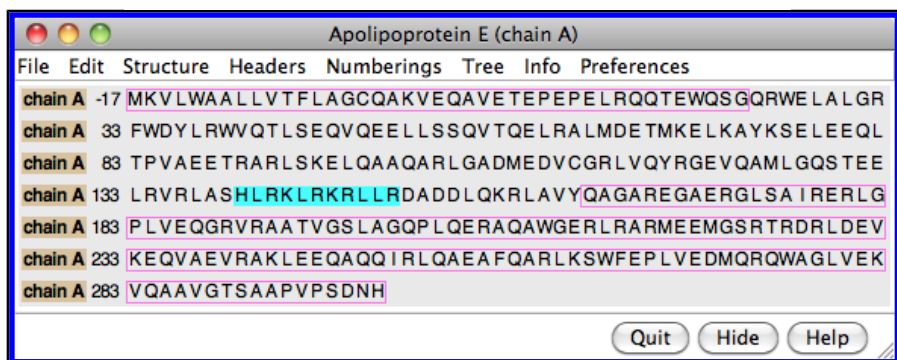 Apolipoprotein E (chain A)
File Edit Structure Headers Numberings Tree Info Preferences
chain A -17 MKVLWAALLVTFLAGCQAKVEQAVETEPEPELRQQTEWQSGQRWELALGR
chain A 33 FWDYLRWVQTLSEQVQEELLSSQVTQELRALMDETMKELKAYKSELEEQL
chain A 83 TPVAEETRARLSKELQAAQARLGADMEDVCGRLVQYRGEVQAMLGQSTEE
chain A 133 LRVRLASHLRKLRKRLLRDADDLQKRLAVYQAGAREGAERGLSAIRERLG
chain A 183 PLVEQGRVRAATVGSLAGQPLQERAQAWGERLRARMEEMGSRTRDRLDEV
chain A 233 KEQVAEVRAKLEEQAQQIRLQAEAFQARLKSWFEPLVEDMQRQWAGLVEK
chain A 283 VQAAVGTSAAPVPSDNH
Quit Hide Help